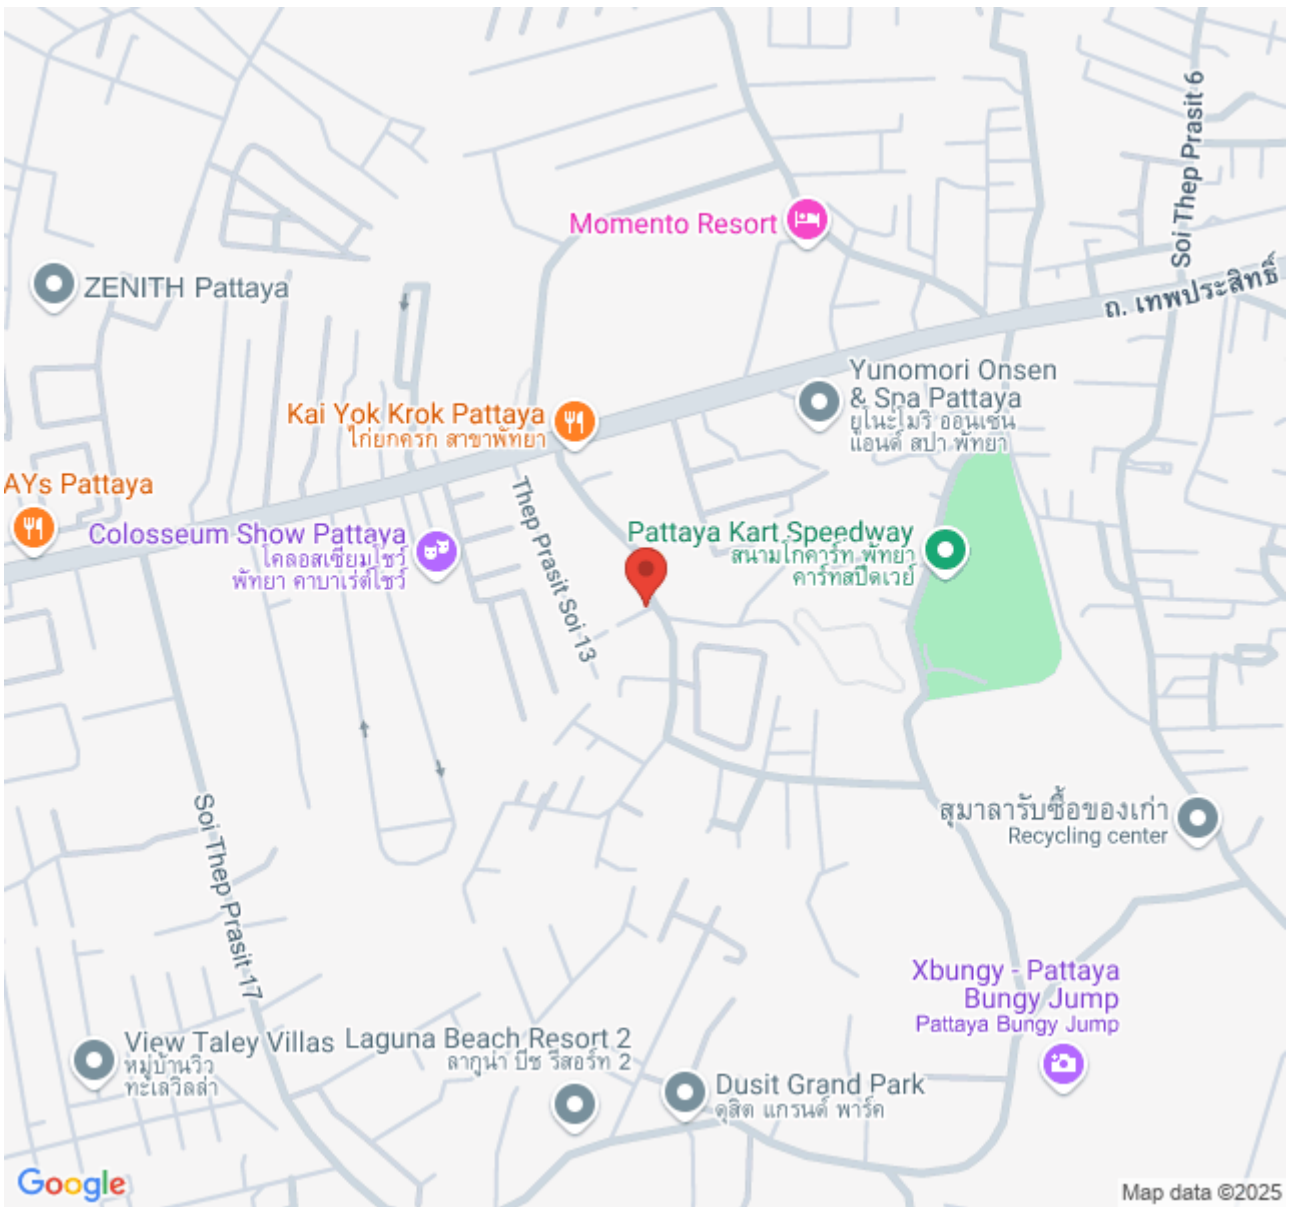 Soi Thep Prasit 6
Momento Resort
ZENITH Pattaya
ถ. เทพประสิทธิ์
Yunomori Onsen
& Spa Pattaya
ยูโนะโมริ ออนเซ็น
แอนด์ สปา พัทยา
Kai Yok Krok Pattaya
ไก่ยกครก สาขาพัทยา
AYs Pattaya
Thep Prasit Soi 13
Colosseum Show Pattaya
โคลอสเซียมโชว์
พัทยา คาบาเร่ต์โชว์
Pattaya Kart Speedway
สนามโกคาร์ท พัทยา
คาร์ทสปีดเวย์
สุมาลารับซื้อของเก่า
Recycling center
Soi Thep Prasit 17
Xbungy - Pattaya
Bungy Jump
Pattaya Bungy Jump
View Taley Villas
หมู่บ้านวิว
ทะเลวิลล่า
Laguna Beach Resort 2
ลากูน่า บีช รีสอร์ท 2
Dusit Grand Park
ดุสิต แกรนด์ พาร์ค
Google
Map data ©2025